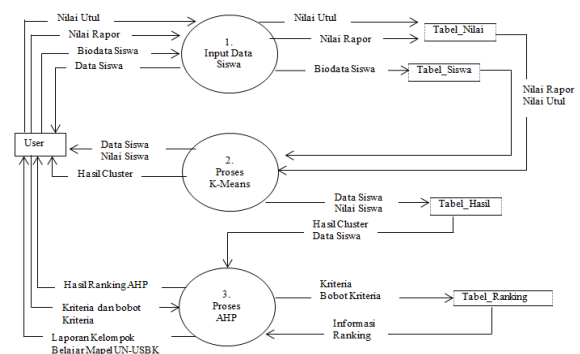 Nilai Utul
Nilai Rapor
Biodata Siswa
Data Siswa
1.
Input Data
Siswa
Nilai Utul
Nilai Rapor
Biodata Siswa
Tabel_Nilai
Tabel_Siswa
Nilai Rapor
Nilai Utul
User
Data Siswa
Nilai Siswa
Hasil Cluster
2.
Proses
K-Means
Data Siswa
Nilai Siswa
Tabel_Hasil
Hasil Cluster
Data Siswa
Hasil Ranking AHP
Kriteria dan bobot
Kriteria
Laporan Kelompok
Belajar Mapel UN-USBK
3.
Proses
AHP
Kriteria
Bobot Kriteria
Tabel_Ranking
Informasi
Ranking